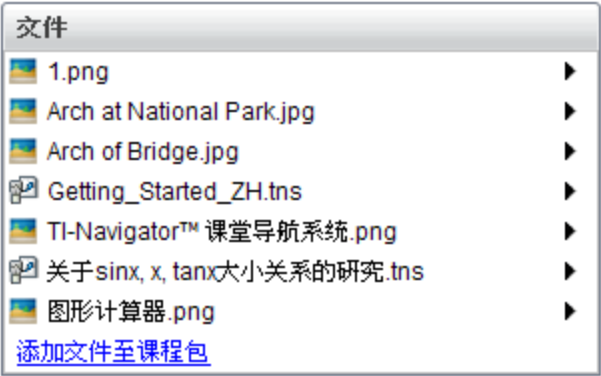 文件
1.png
Arch at National Park.jpg
Arch of Bridge.jpg
Getting_Started_ZH.tns
TI-Navigator™ 课堂导航系统.png
关于sinx, x, tanx大小关系的研究.tns
图形计算器.png
添加文件至课程包